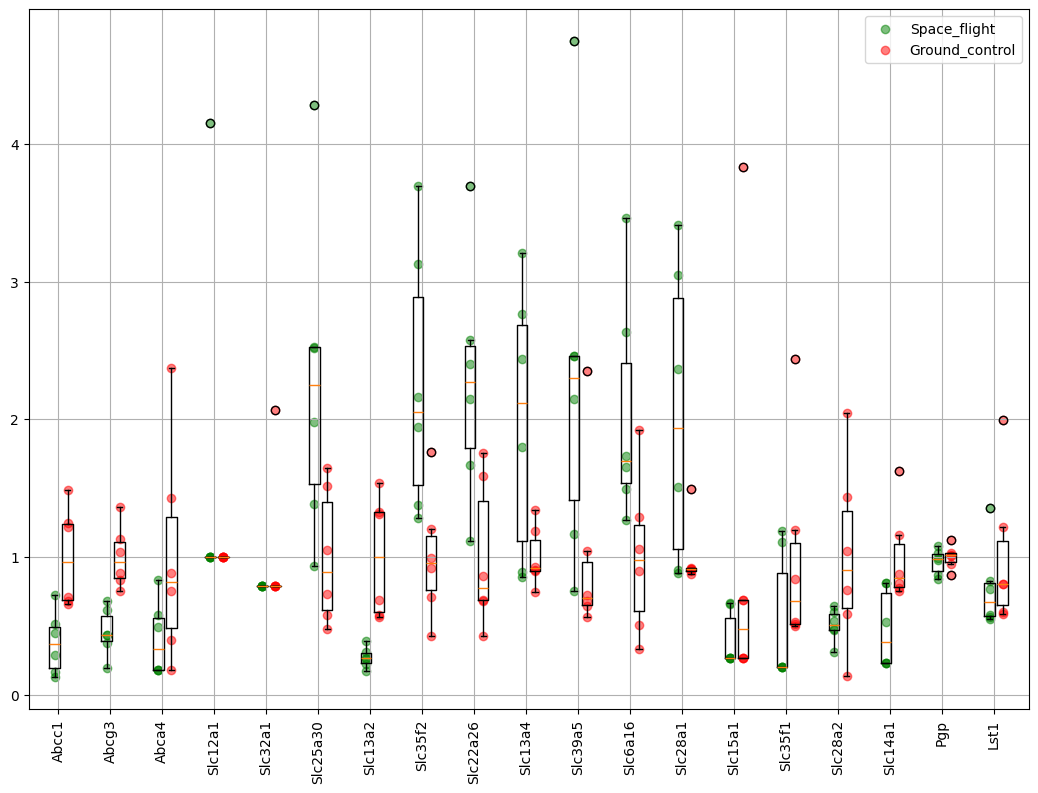 Space_flight
Ground_control
4
3
2
1
0
Abcc1
Abcg3
Abca4
Slc12a1
Slc32a1
Slc25a30
Slc13a2
Slc35f2
Slc22a26
Slc13a4
Slc39a5
Slc6a16
Slc28a1
Slc15a1
Slc35f1
Slc28a2
Slc14a1
Pgp
Lst1